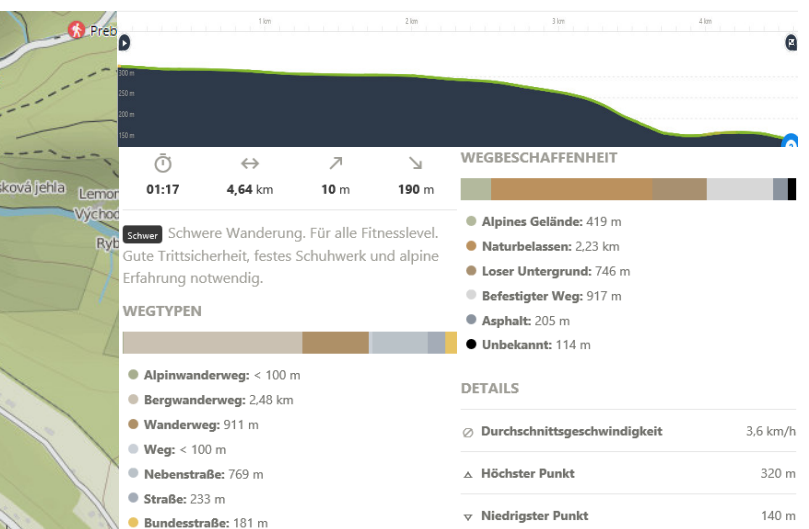 1 km
2 km
3 km
4 km
Preb
300 m
250 m
200 m
150 m
01:17
4,64 km
10 m
190 m
Schwer Schwere Wanderung. Für alle Fitnesslevel.
Gute Trittsicherheit, festes Schuhwerk und alpine
Erfahrung notwendig.
WEGTYPEN
Alpinwanderweg: < 100 m
Bergwanderweg: 2,48 km
Wanderweg: 911 m
Weg: < 100 m
Nebenstraße: 769 m
Straße: 233 m
Bundesstraße: 181 m
WEGBESCHAFFENHEIT
Alpines Gelände: 419 m
Naturbelassen: 2,23 km
Loser Untergrund: 746 m
Befestigter Weg: 917 m
Asphalt: 205 m
Unbekannt: 114 m
DETAILS
Durchschnittsgeschwindigkeit 3,6 km/h
Höchster Punkt 320 m
Niedrigster Punkt 140 m
sková jehla
Lemor
Východ
Ryb